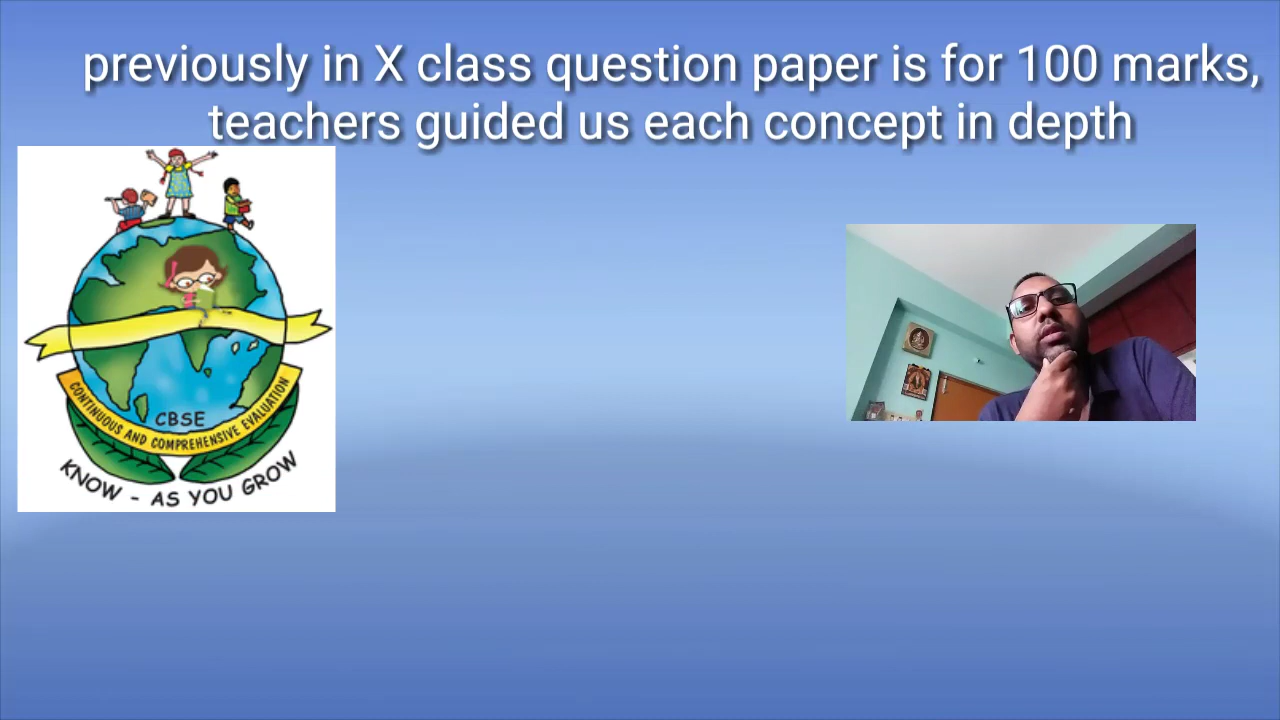 previously in X class question paper is for 100 marks,
teachers guided us each concept in depth
CBSE
CONTINUOUS AND COMPREHENSIVE EVALUATION
KNOW - AS YOU GROW